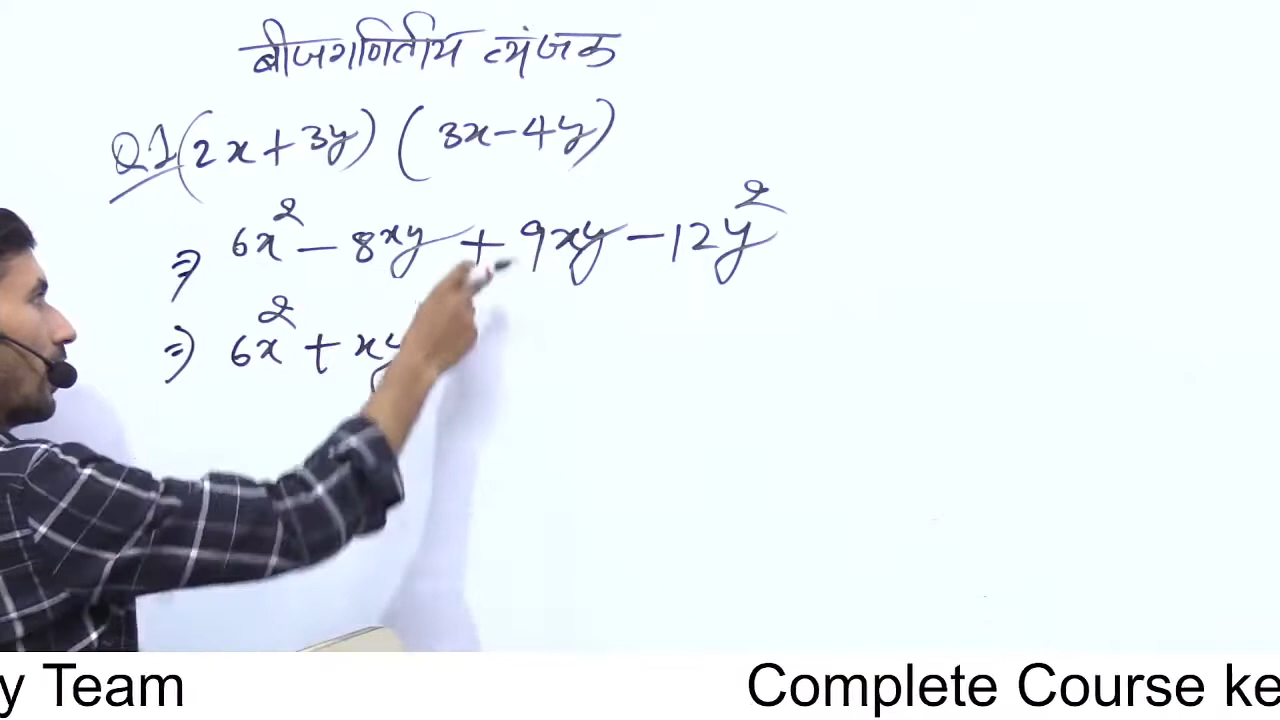 बीजगणितीय व्यंजक
Q1 (2x+3y) (3x-4y)
⇒ 6x² - 8xy + 9xy - 12y²
⇒ 6x² + xy
y Team Complete Course ke